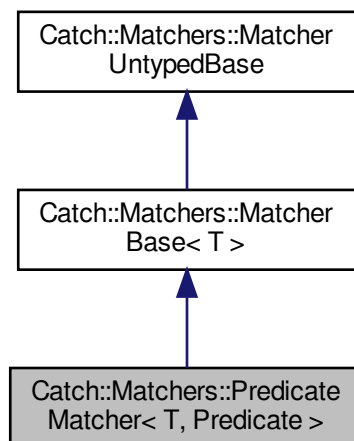 Catch::Matchers::Matcher
UntypedBase
Catch::Matchers::Matcher
Base< T >
Catch::Matchers::Predicate
Matcher< T, Predicate >